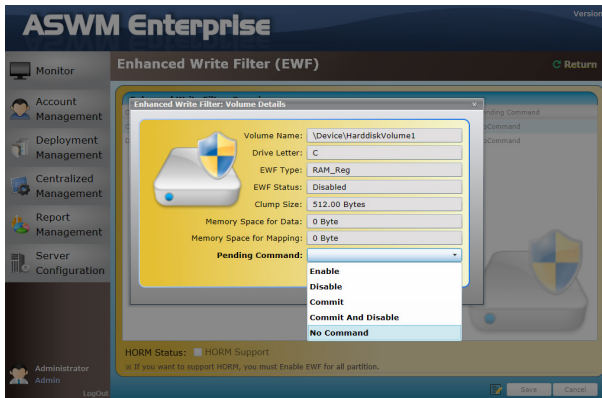 ASWM Enterprise
Version
Monitor
Enhanced Write Filter (EWF)
Return
Account
Management
Deployment
Management
Centralized
Management
Report
Management
Server
Configuration
Enhanced Write Filter: Volume Details
Pending Command
Volume Name: \Device\HarddiskVolume1
Drive Letter: C
EWF Type: RAM_Reg
EWF Status: Disabled
Clump Size: 512.00 Bytes
Memory Space for Data: 0 Byte
Memory Space for Mapping: 0 Byte
Pending Command:
Enable
Disable
Commit
Commit And Disable
No Command
HORM Status: HORM Support
※ If you want to support HORM, you must Enable EWF for all partition.
Administrator
Admin
LogOut
Save
Cancel